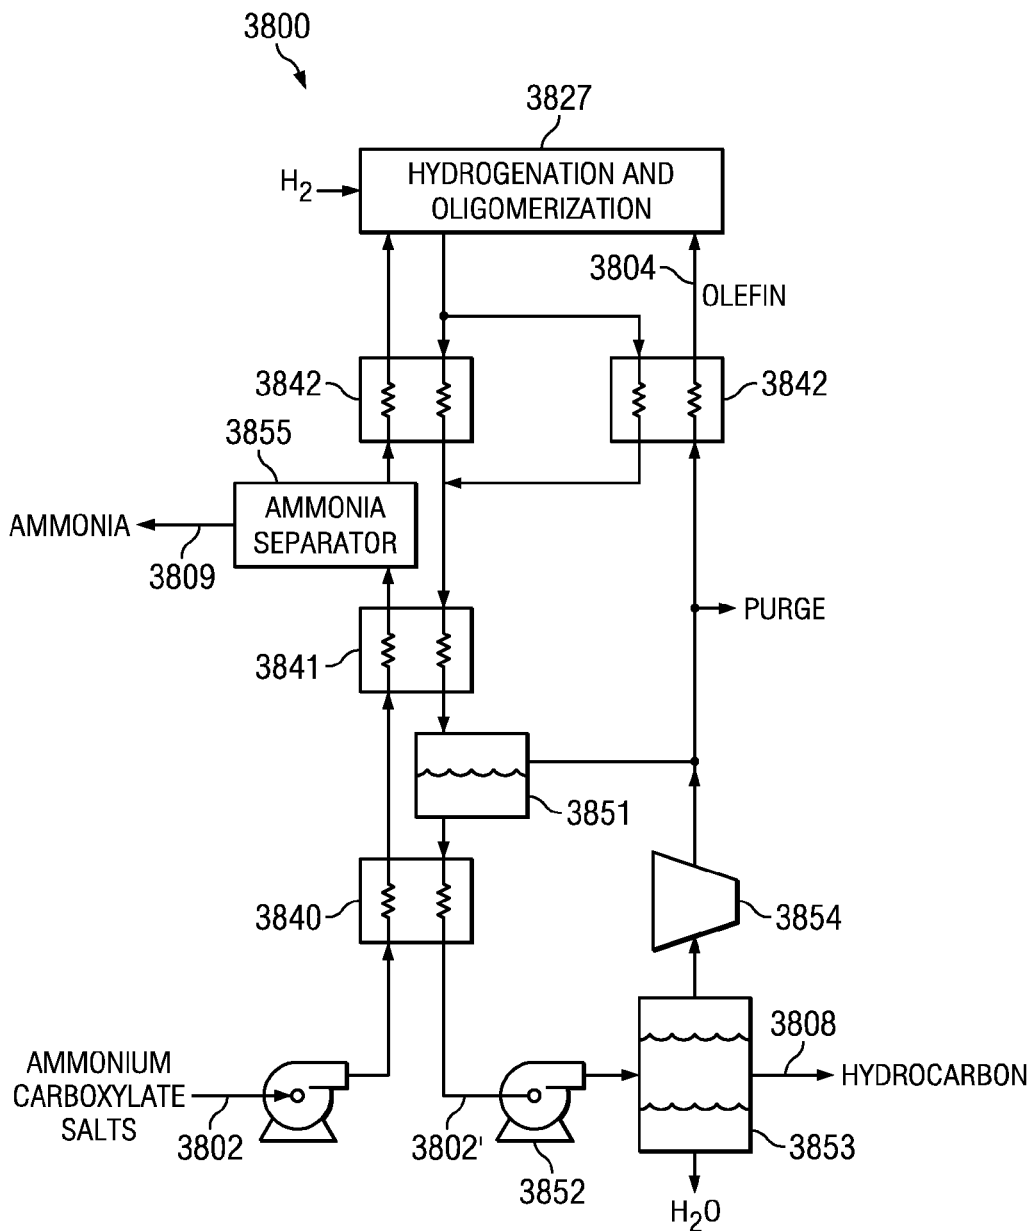 3800
3827
HYDROGENATION AND
OLIGOMERIZATION
H2
3804
OLEFIN
3842
3842
3855
AMMONIA
SEPARATOR
AMMONIA
3809
PURGE
3841
3851
3840
3854
3808
AMMONIUM
CARBOXYLATE
SALTS
HYDROCARBON
3802
3802'
3852
3853
H2O